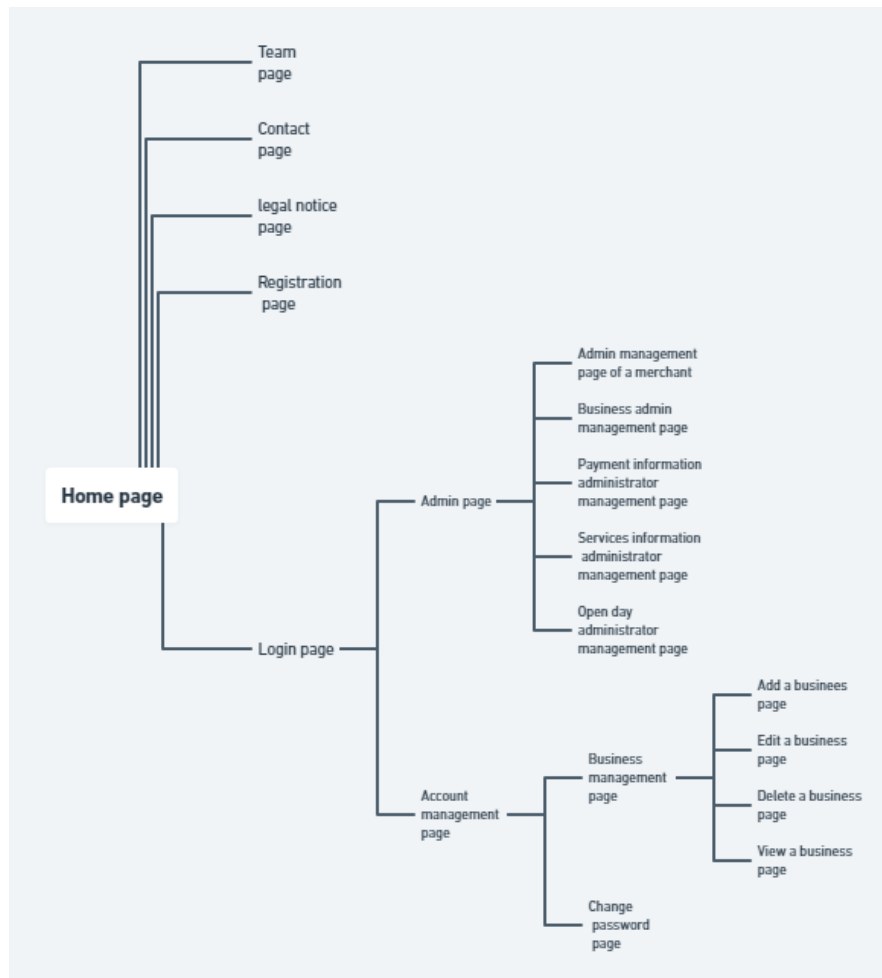 Team
page
Contact
page
legal notice
page
Registration
page
Home page
Login page
Admin page
Admin management
page of a merchant
Business admin
management page
Payment information
administrator
management page
Services information
administrator
management page
Open day
administrator
management page
Account
management
page
Business
management
page
Add a businees
page
Edit a business
page
Delete a business
page
View a business
page
Change
password
page